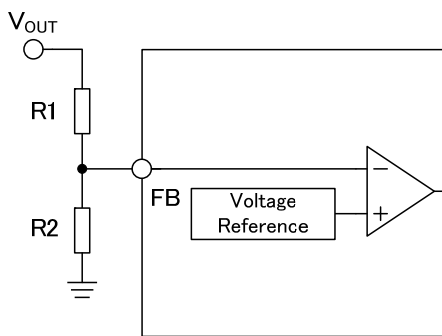 VOUT
R1
R2
FB
Voltage
Reference
−
+